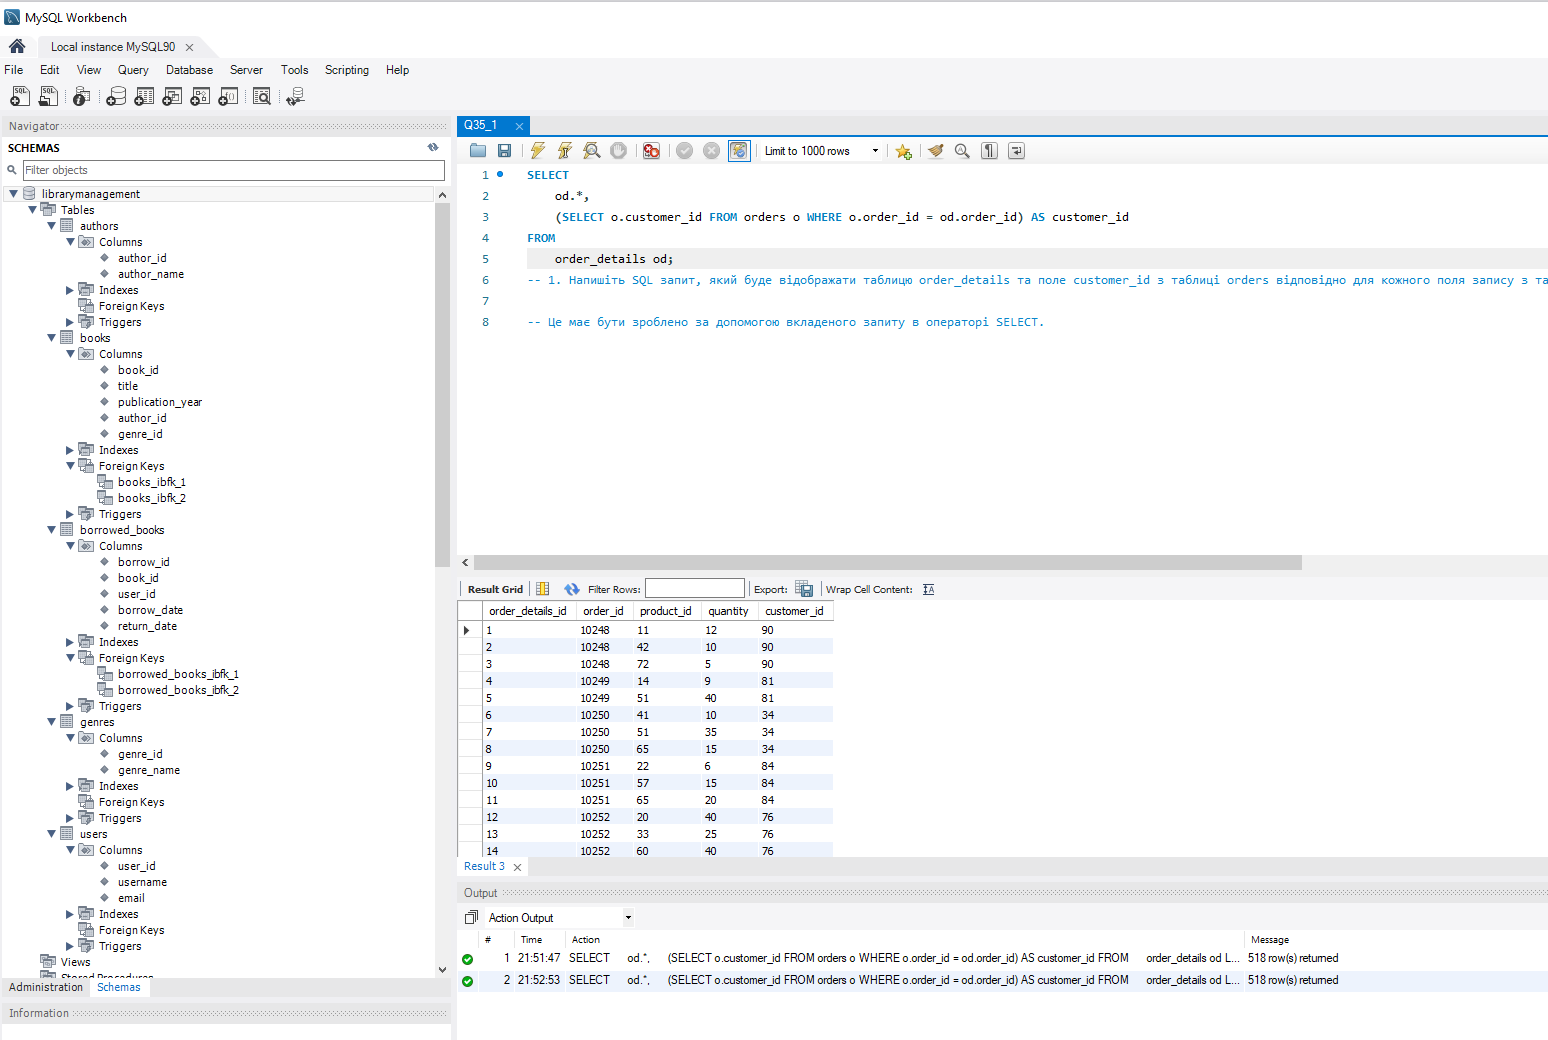 MySQL Workbench
Local instance MySQL90
File Edit View Query Database Server Tools Scripting Help
Navigator
SCHEMAS
Filter objects
librarymanagement
Tables
authors
Columns
author_id
author_name
Indexes
Foreign Keys
Triggers
books
Columns
book_id
title
publication_year
author_id
genre_id
Indexes
Foreign Keys
books_ibfk_1
books_ibfk_2
Triggers
borrowed_books
Columns
borrow_id
book_id
user_id
borrow_date
return_date
Indexes
Foreign Keys
borrowed_books_ibfk_1
borrowed_books_ibfk_2
Triggers
genres
Columns
genre_id
genre_name
Indexes
Foreign Keys
Triggers
users
Columns
user_id
username
email
Indexes
Foreign Keys
Triggers
Views
Stored Procedures
Administration Schemas
Information
Q35_1
Limit to 1000 rows
1 SELECT
2 od.*,
3 (SELECT o.customer_id FROM orders o WHERE o.order_id = od.order_id) AS customer_id
4 FROM
5 order_details od;
6 -- 1. Напишіть SQL запит, який буде відображати таблицю order_details та поле customer_id з таблиці orders відповідно для кожного поля запису з та
7
8 -- Це має бути зроблено за допомогою вкладеного запиту в операторі SELECT.
Result Grid Filter Rows: Export: Wrap Cell Content:
order_details_id order_id product_id quantity customer_id
1 10248 11 12 90
2 10248 42 10 90
3 10248 72 5 90
4 10249 14 9 81
5 10249 51 40 81
6 10250 41 10 34
7 10250 51 35 34
8 10250 65 15 34
9 10251 22 6 84
10 10251 57 15 84
11 10251 65 20 84
12 10252 20 40 76
13 10252 33 25 76
14 10252 60 40 76
Result 3
Output
Action Output
# Time Action Message
1 21:51:47 SELECT od.*, (SELECT o.customer_id FROM orders o WHERE o.order_id = od.order_id) AS customer_id FROM order_details od L... 518 row(s) returned
2 21:52:53 SELECT od.*, (SELECT o.customer_id FROM orders o WHERE o.order_id = od.order_id) AS customer_id FROM order_details od L... 518 row(s) returned